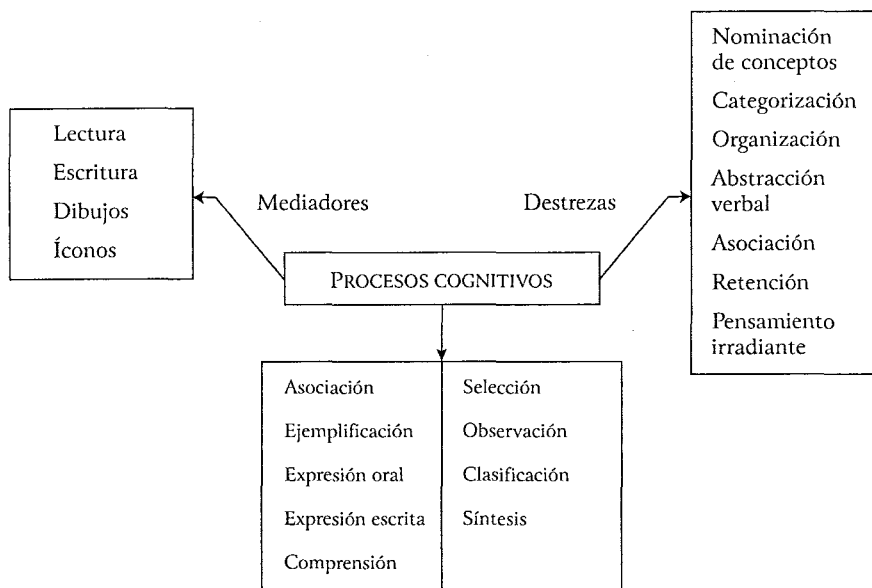 Nominación
de conceptos
Categorización
Organización
Abstracción
verbal
Asociación
Retención
Pensamiento
irradiante
Lectura
Escritura
Dibujos
Íconos
Mediadores
Destrezas
PROCESOS COGNITIVOS
Asociación
Ejemplificación
Expresión oral
Expresión escrita
Comprensión
Selección
Observación
Clasificación
Síntesis